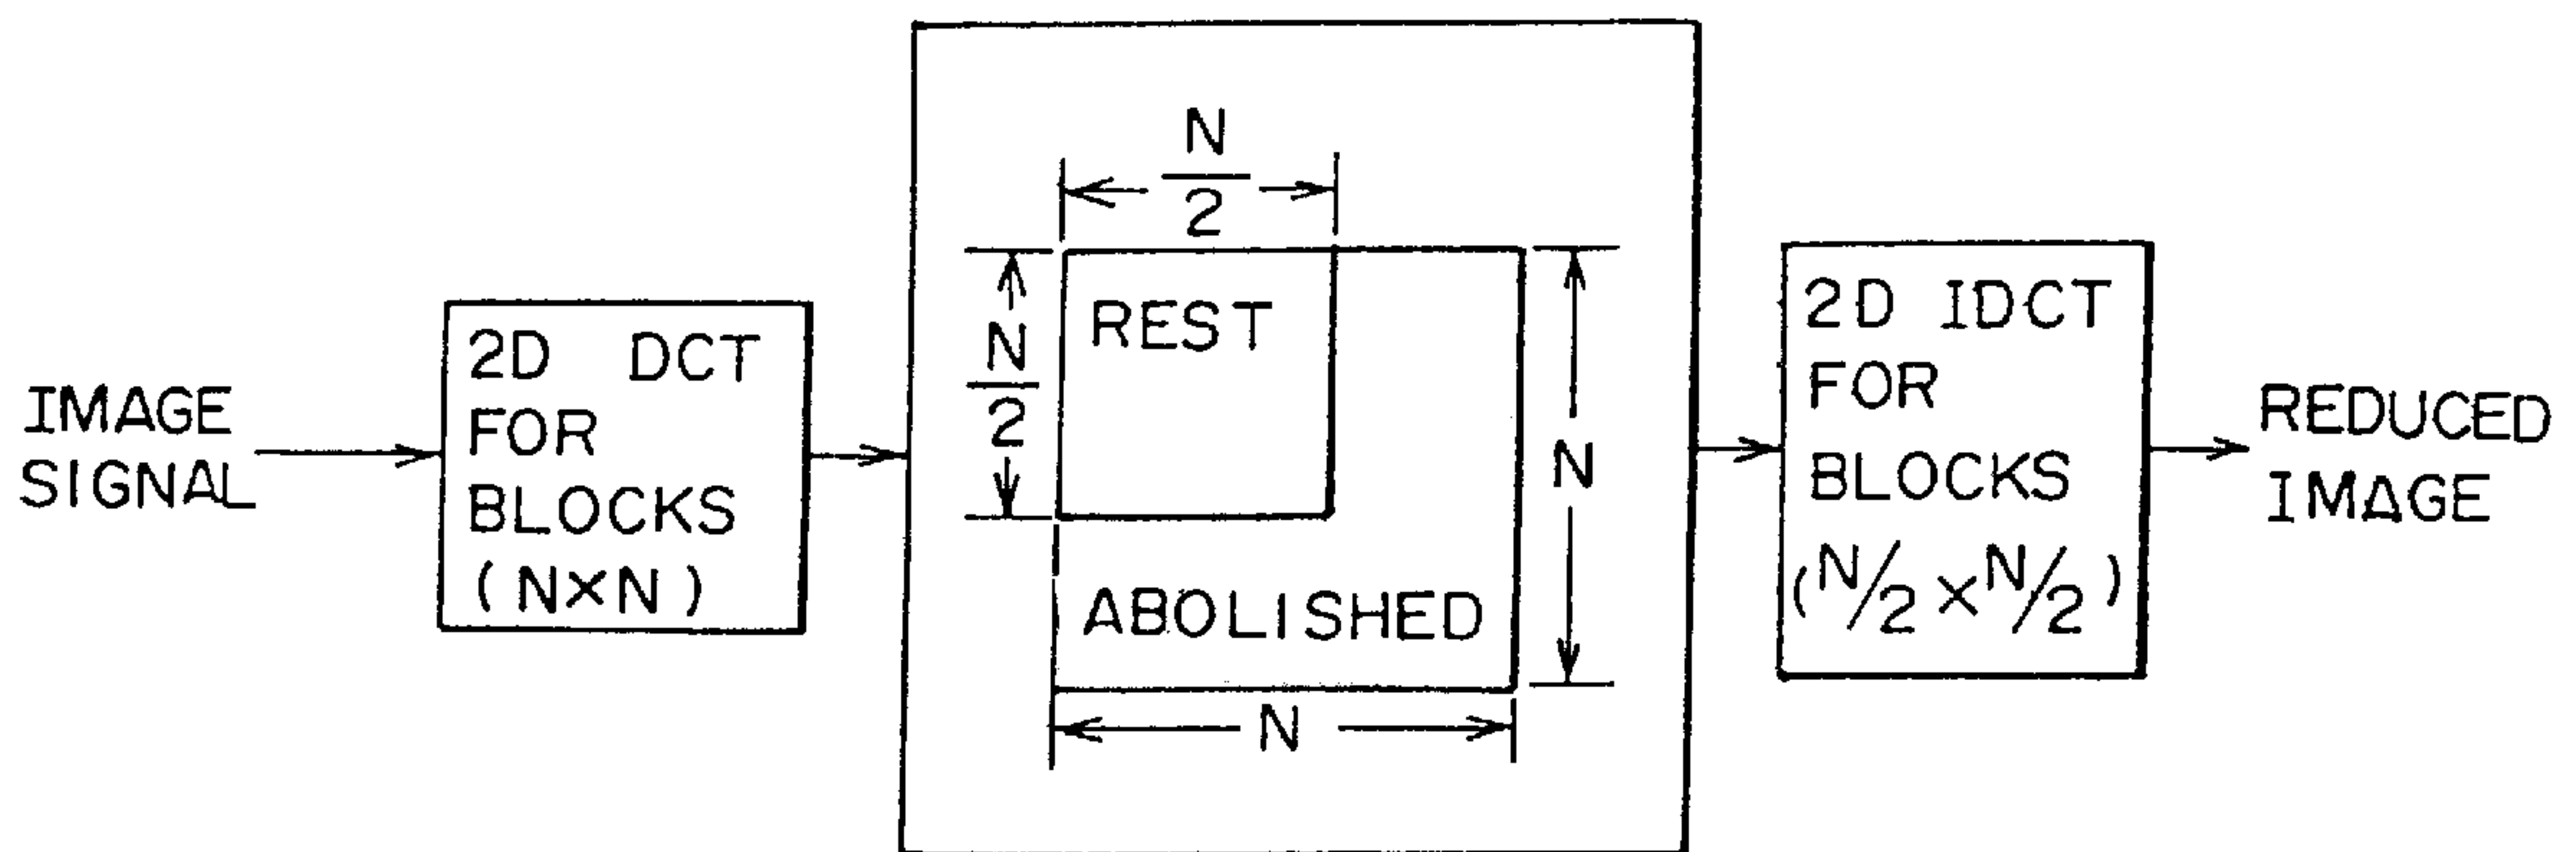 IMAGE
SIGNAL
2D DCT
FOR
BLOCKS
(N×N)
N
2
N
2
REST
N
ABOLISHED
N
2D IDCT
FOR
BLOCKS
(N/2×N/2)
REDUCED
IMAGE